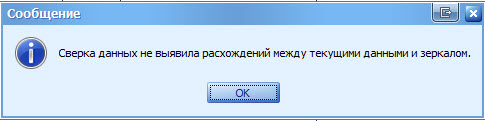 Сообщение
Сверка данных не выявила расхождений между текущими данными и зеркалом.
OK